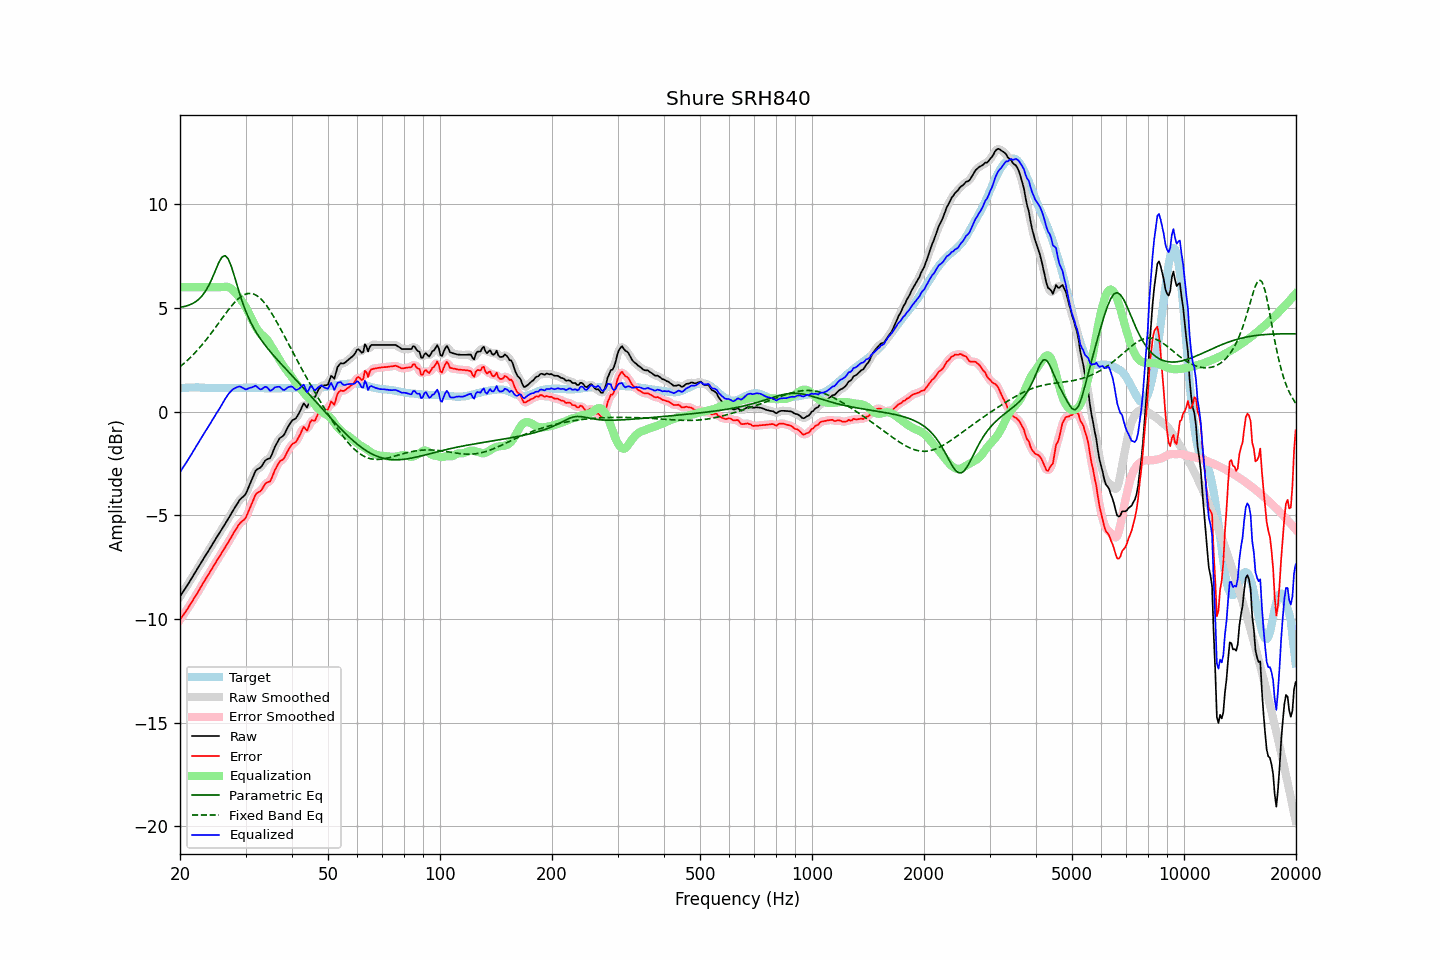 Shure SRH840
Amplitude (dBr)
10
5
0
−5
−10
−15
−20
Target
Raw Smoothed
Error Smoothed
Raw
Error
Equalization
Parametric Eq
Fixed Band Eq
Equalized
20 50 100 200 500 1000 2000 5000 10000 20000
Frequency (Hz)